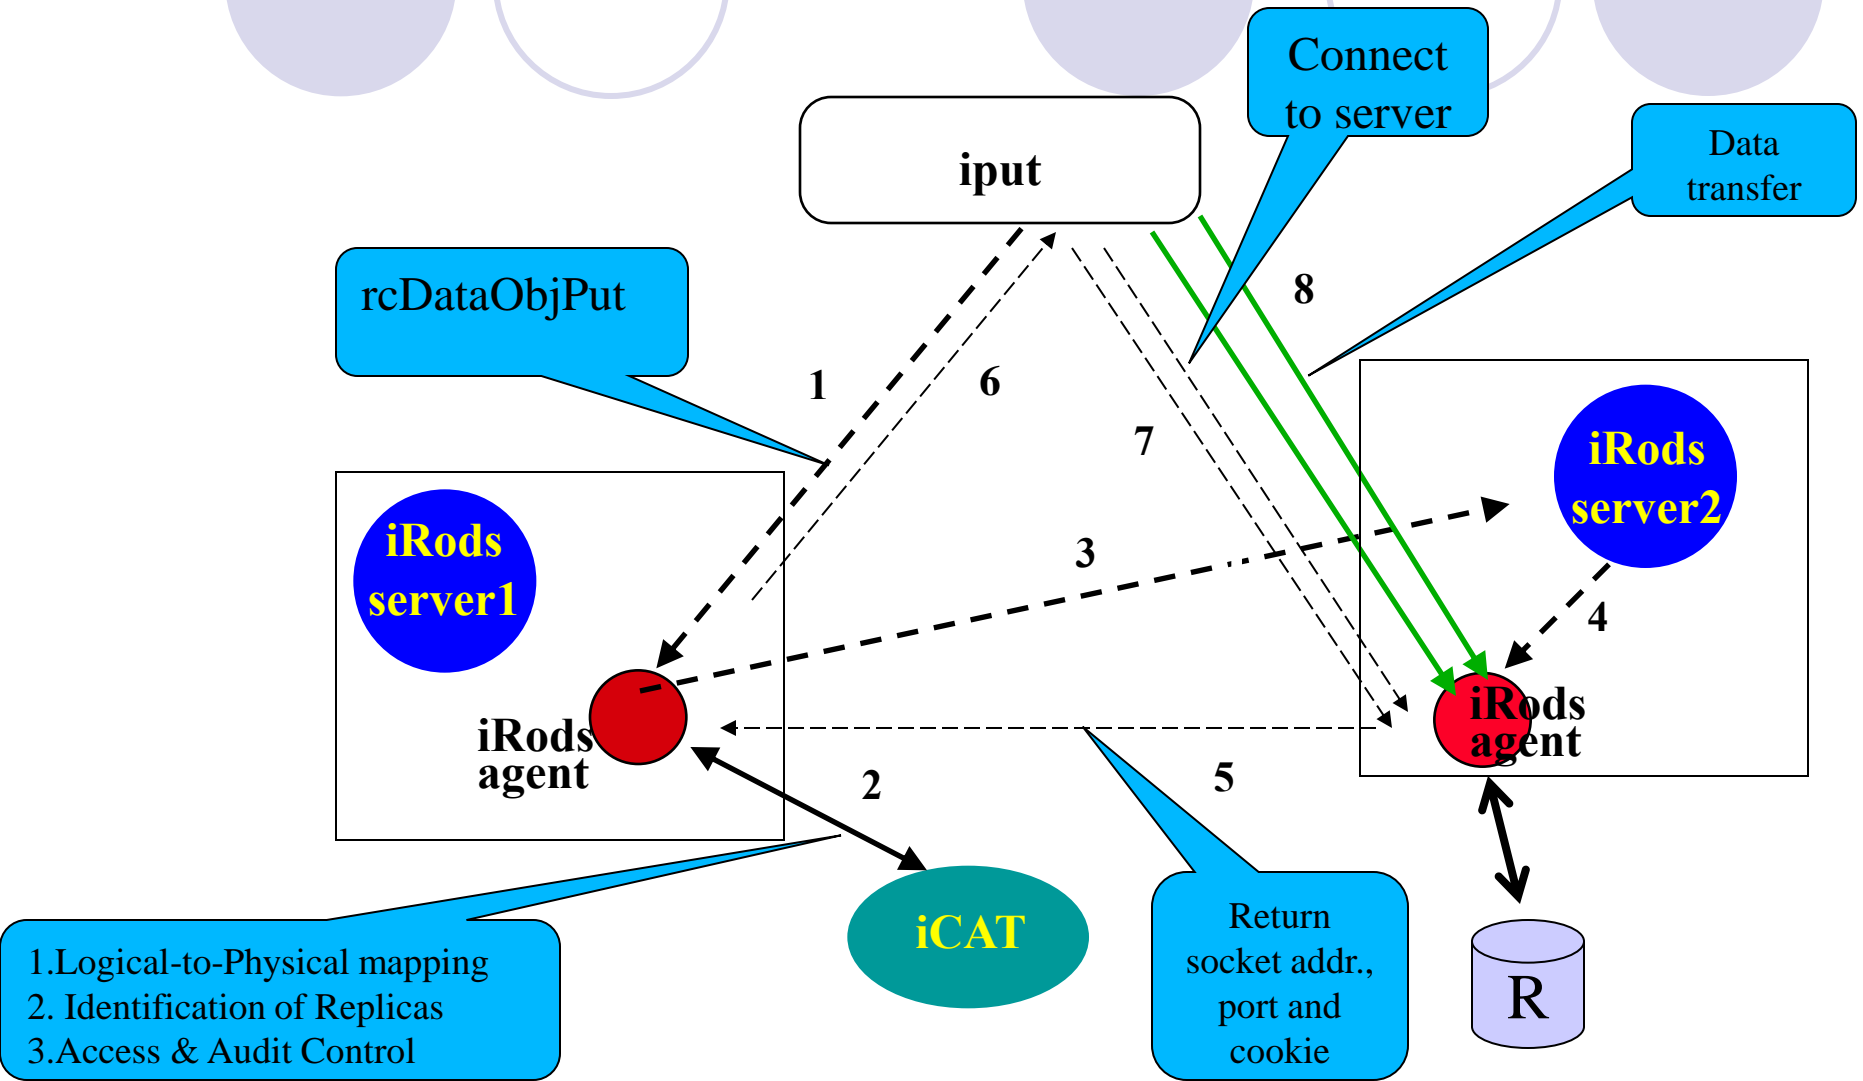 Connect
to server
Data
transfer
iput
rcDataObjPut
8
1
6
7
iRods
server2
iRods
server1
3
4
iRods
agent
iRods
agent
2
5
iCAT
Return
socket addr.,
port and
cookie
R
1.Logical-to-Physical mapping
2. Identification of Replicas
3.Access & Audit Control